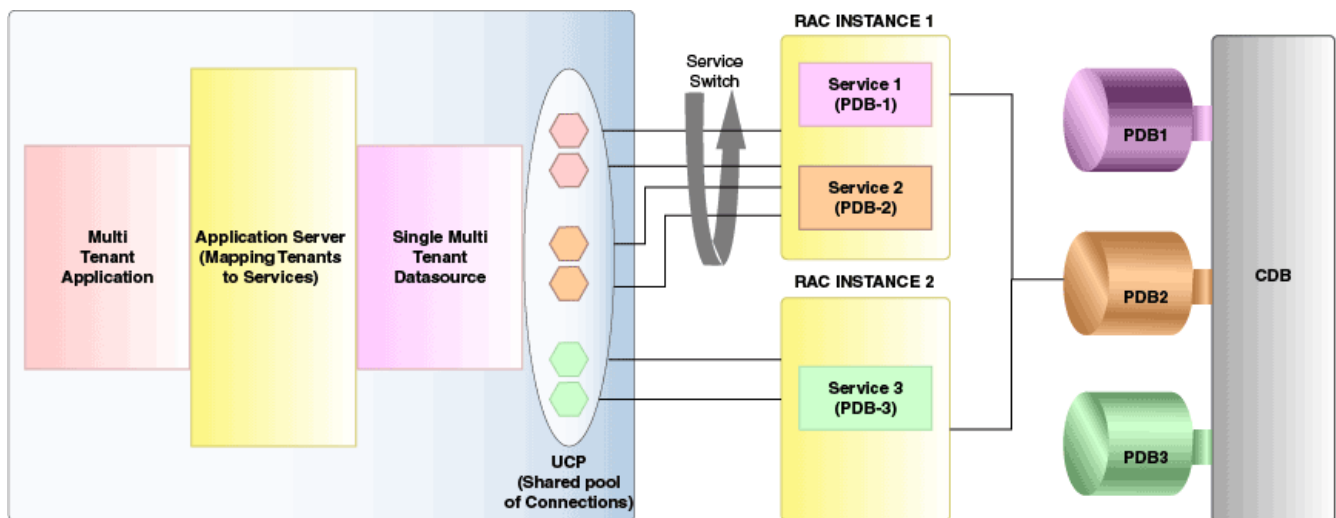 Multi
Tenant
Application
Application Server
(Mapping Tenants
to Services)
Single Multi
Tenant
Datasource
UCP
(Shared pool
of Connections)
Service
Switch
RAC INSTANCE 1
Service 1
(PDB-1)
Service 2
(PDB-2)
RAC INSTANCE 2
Service 3
(PDB-3)
PDB1
PDB2
PDB3
CDB